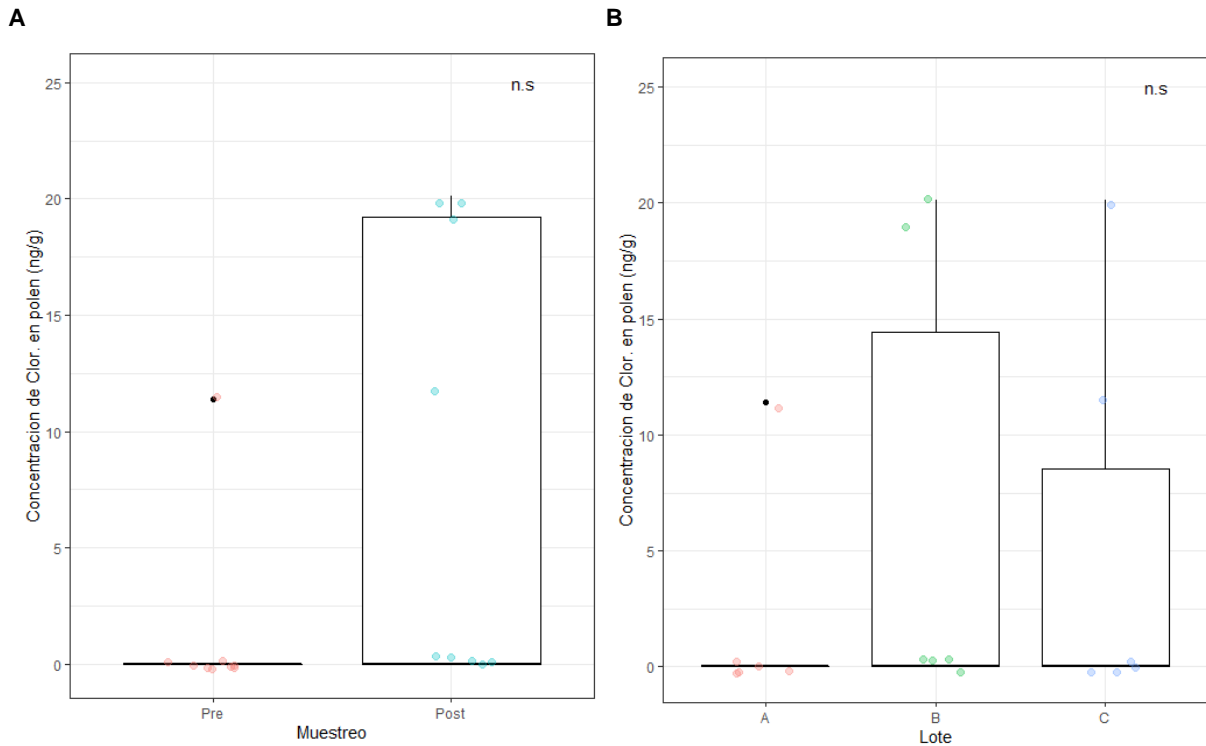 A
B
Concentracion de Clor. en polen (ng/g)
25
20
15
10
5
0
n.s
Pre
Post
Muestreo
Concentracion de Clor. en polen (ng/g)
25
20
15
10
5
0
n.s
A
B
C
Lote